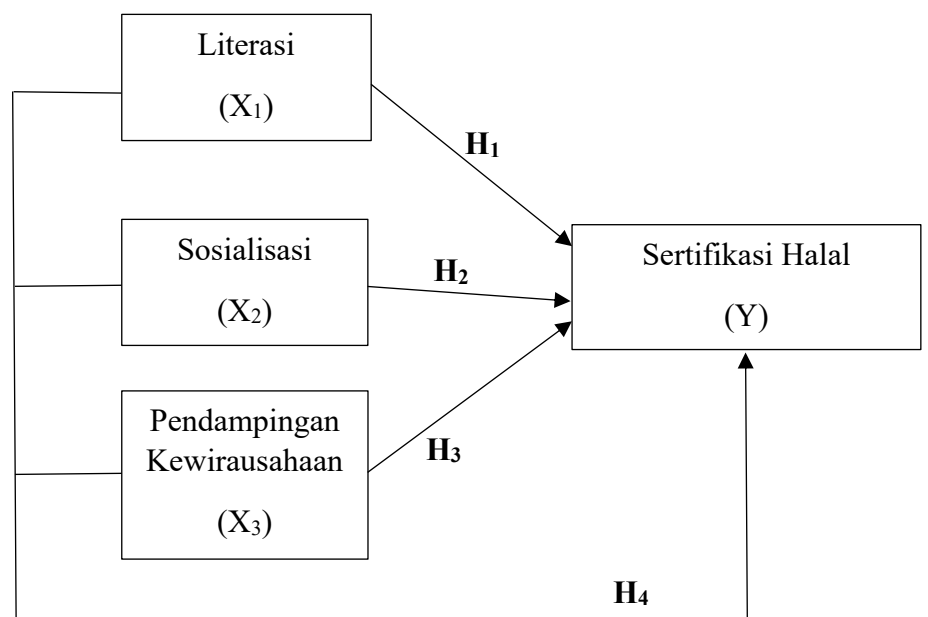 Literasi
(X₁)
H₁
Sosialisasi
(X₂)
H₂
Sertifikasi Halal
(Y)
Pendampingan
Kewirausahaan
(X₃)
H₃
H₄